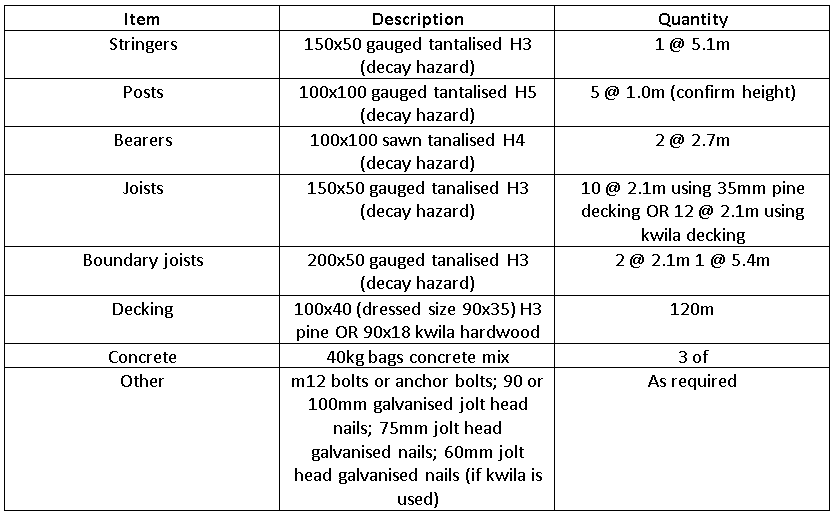 Item Description Quantity
Stringers 150x50 gauged tantalised H3 1 @ 5.1m
(decay hazard)
Posts 100x100 gauged tantalised H5 5 @ 1.0m (confirm height)
(decay hazard)
Bearers 100x100 sawn tanalised H4 2 @ 2.7m
(decay hazard)
Joists 150x50 gauged tanalised H3 10 @ 2.1m using 35mm pine
(decay hazard) decking OR 12 @ 2.1m using
kwila decking
Boundary joists 200x50 gauged tanalised H3 2 @ 2.1m 1 @ 5.4m
(decay hazard)
Decking 100x40 (dressed size 90x35) H3 120m
pine OR 90x18 kwila hardwood
Concrete 40kg bags concrete mix 3 of
Other m12 bolts or anchor bolts; 90 or As required
100mm galvanised jolt head
nails; 75mm jolt head
galvanised nails; 60mm jolt
head galvanised nails (if kwila is
used)